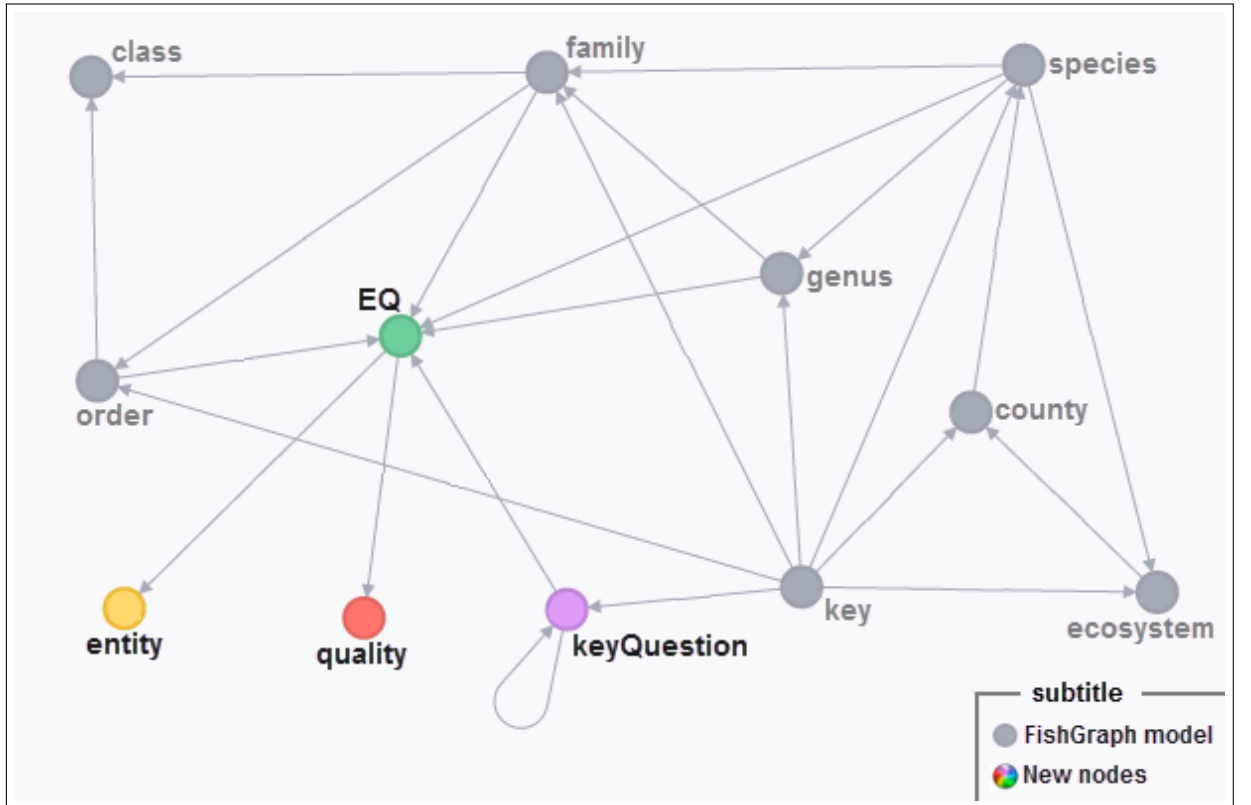 class
family
species
genus
EQ
order
county
entity
quality
keyQuestion
key
ecosystem
subtitle
FishGraph model
New nodes